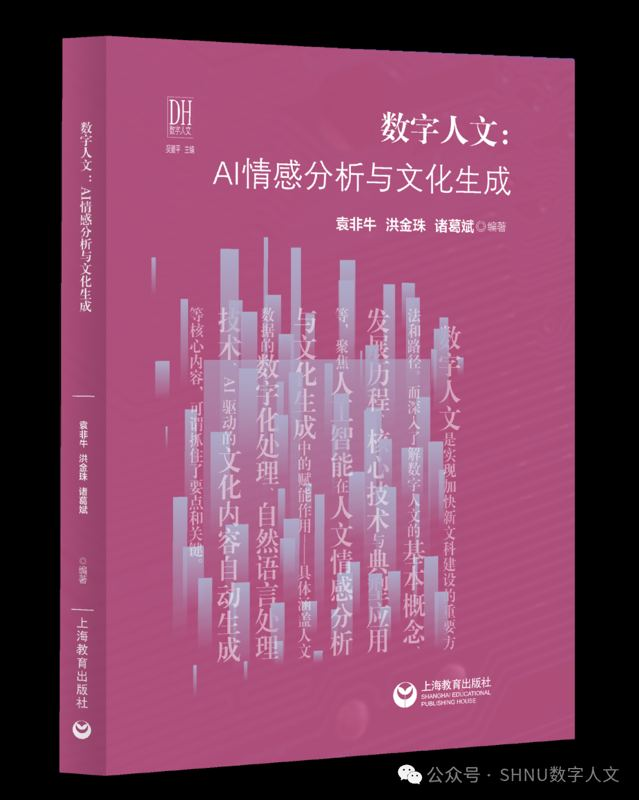 DH
数字人文
吴建平 主编
数字人文：
AI情感分析与文化生成
袁非牛 洪金珠 诸葛斌◎编著
数字人文是实现加快新文科建设的重要方
法和路径。而深入了解数字人文的基本概念、
发展历程、核心技术与典型应用
等，聚焦人工智能在人文情感分析
与文化生成中的赋能作用——具体涵盖人文
数据的数字化处理、自然语言处理
技术、AI 驱动的文化内容自动生成
等核心内容，可谓抓住了要点和关键。
上海教育出版社
SHANGHAI EDUCATIONAL
PUBLISHING HOUSE
数字人文：AI情感分析与文化生成
袁非牛 洪金珠 诸葛斌
◎编著
上海教育出版社
公众号 · SHNU数字人文